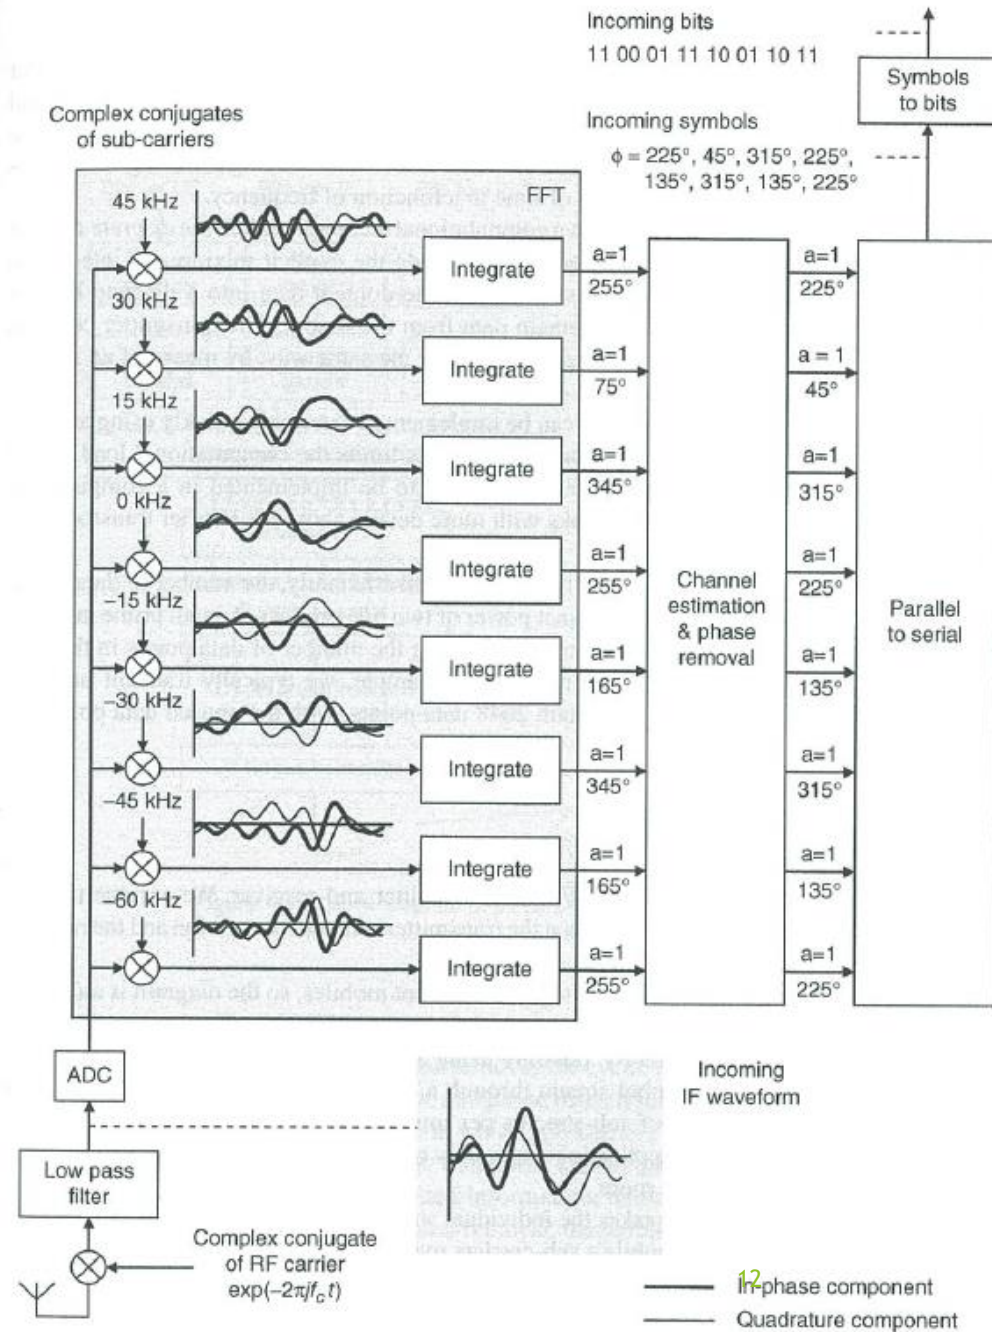 Incoming bits
11 00 01 11 10 01 10 11
Symbols
to bits
Complex conjugates
of sub-carriers
Incoming symbols
ϕ = 225°, 45°, 315°, 225°,
135°, 315°, 135°, 225°
FFT
45 kHz
Integrate
a=1
255°
a=1
225°
30 kHz
Integrate
a=1
75°
a = 1
45°
15 kHz
Integrate
a=1
345°
a=1
315°
0 kHz
Integrate
a=1
255°
a=1
225°
−15 kHz
Integrate
a=1
165°
a=1
135°
−30 kHz
Integrate
a=1
345°
a=1
315°
−45 kHz
Integrate
a=1
165°
a=1
135°
−60 kHz
Integrate
a=1
255°
a=1
225°
Channel
estimation
& phase
removal
Parallel
to serial
ADC
Incoming
IF waveform
Low pass
filter
Complex conjugate
of RF carrier
exp(−2πjf_c t)
12
In-phase component
Quadrature component